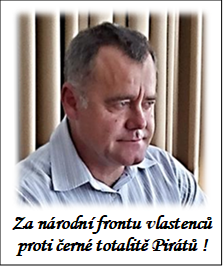 Za národní frontu vlastenců
proti černé totalitě Pirátů !